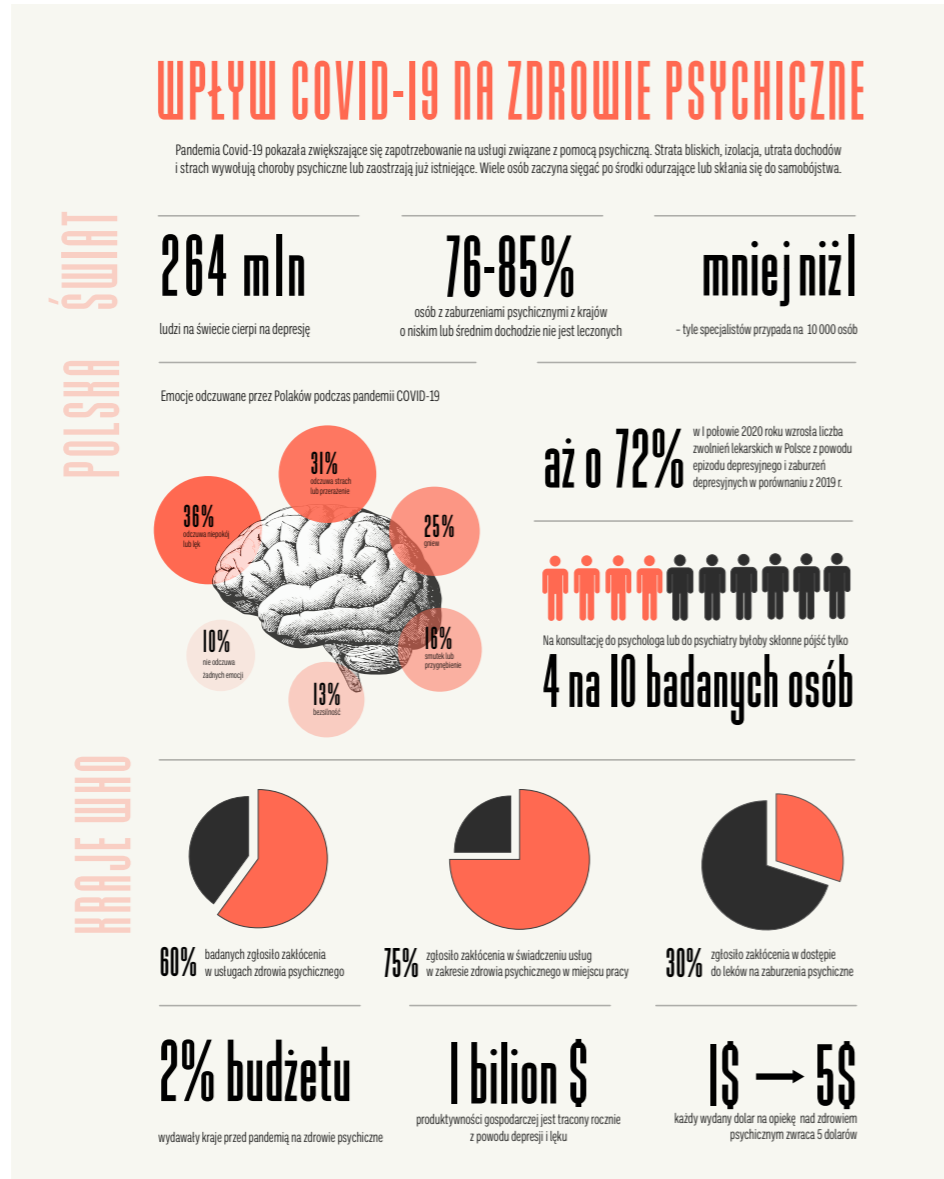 WPŁYW COVID-19 NA ZDROWIE PSYCHICZNE
Pandemia Covid-19 pokazała zwiększające się zapotrzebowanie na usługi związane z pomocą psychiczną. Strata bliskich, izolacja, utrata dochodów
i strach wywołują choroby psychiczne lub zaostrzają już istniejące. Wiele osób zaczyna sięgać po środki odurzające lub skłania się do samobójstwa.
ŚWIAT
264 mln
ludzi na świecie cierpi na depresję
76-85%
osób z zaburzeniami psychicznymi z krajów
o niskim lub średnim dochodzie nie jest leczonych
mniej niż 1
– tyle specjalistów przypada na 10 000 osób
POLSKA
Emocje odczuwane przez Polaków podczas pandemii COVID-19
31%
odczuwa strach
lub przerażenie
36%
odczuwa niepokój
lub lęk
25%
gniew
10%
nie odczuwa
żadnych emocji
16%
smutek lub
przygnębienie
13%
bezsilność
aż o 72%
w I połowie 2020 roku wzrosła liczba
zwolnień lekarskich w Polsce z powodu
epizodu depresyjnego i zaburzeń
depresyjnych w porównaniu z 2019 r.
Na konsultację do psychologa lub do psychiatry byłoby skłonne pójść tylko
4 na 10 badanych osób
KRAJE WHO
60%
badanych zgłosiło zakłócenia
w usługach zdrowia psychicznego
75%
zgłosiło zakłócenia w świadczeniu usług
w zakresie zdrowia psychicznego w miejscu pracy
30%
zgłosiło zakłócenia w dostępie
do leków na zaburzenia psychiczne
2% budżetu
wydawały kraje przed pandemią na zdrowie psychiczne
1 bilion $
produktywności gospodarczej jest tracony rocznie
z powodu depresji i lęku
1$ → 5$
każdy wydany dolar na opiekę nad zdrowiem
psychicznym zwraca 5 dolarów